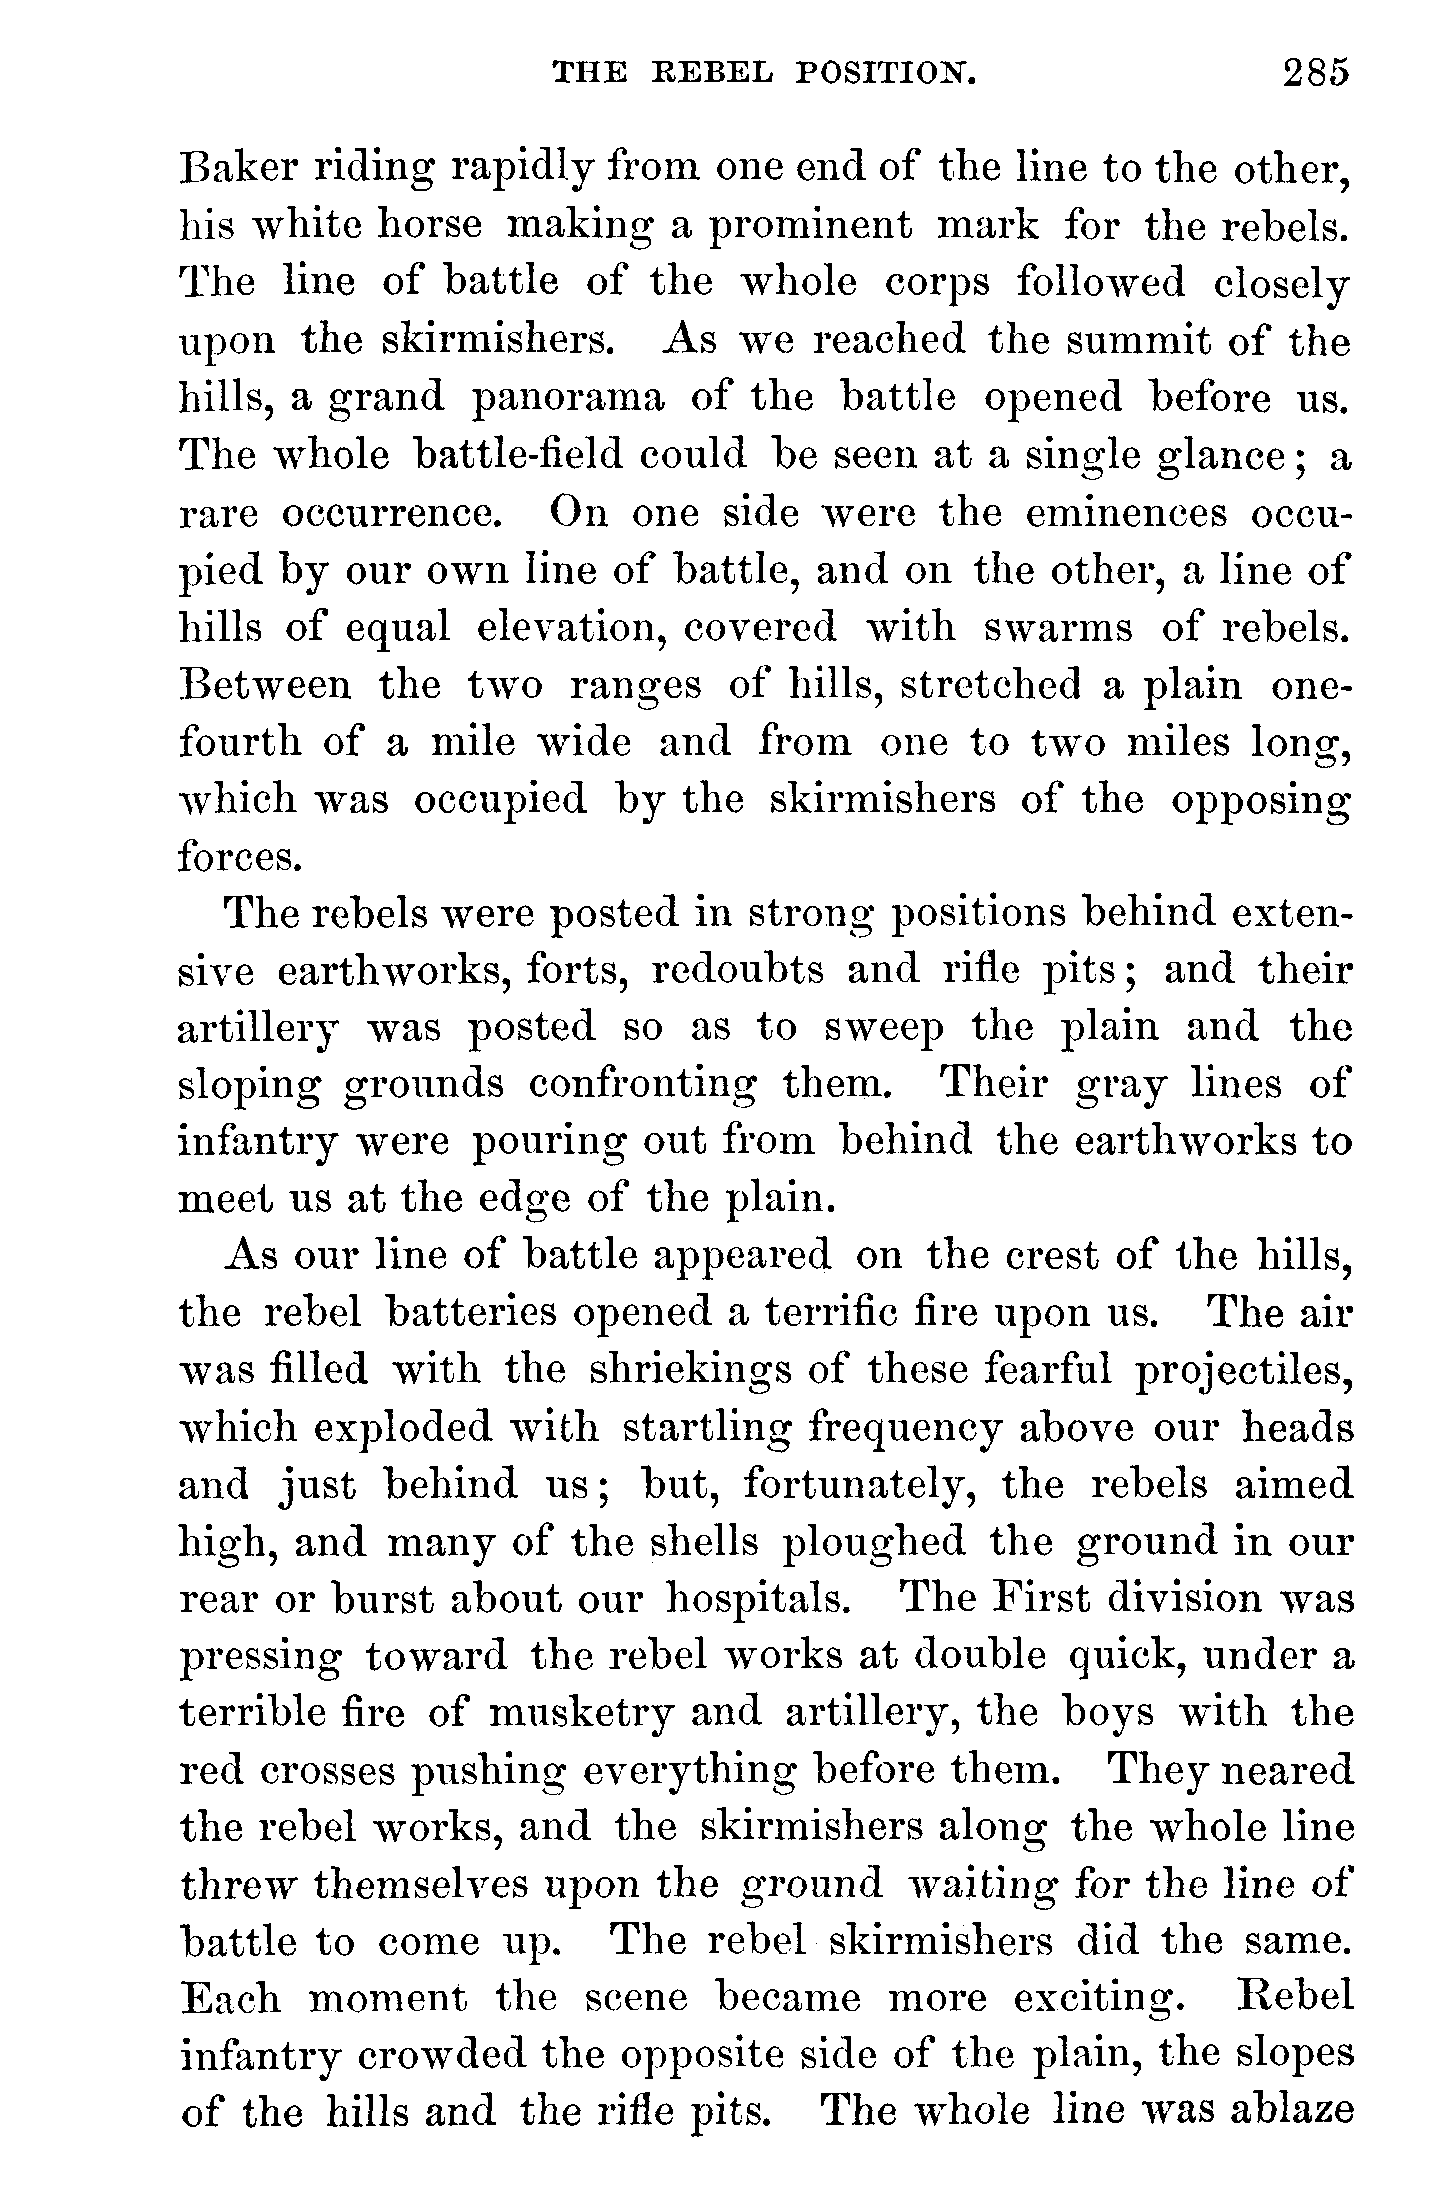 THE REBEL POSITION. 285
Baker riding rapidly from one end of the line to the other,
his white horse making a prominent mark for the rebels.
The line of battle of the whole corps followed closely
upon the skirmishers. As we reached the summit of the
hills, a grand panorama of the battle opened before us.
The whole battle-field could be seen at a single glance; a
rare occurrence. On one side were the eminences occu-
pied by our own line of battle, and on the other, a line of
hills of equal elevation, covered with swarms of rebels.
Between the two ranges of hills, stretched a plain one-
fourth of a mile wide and from one to two miles long,
which was occupied by the skirmishers of the opposing
forces.
The rebels were posted in strong positions behind exten-
sive earthworks, forts, redoubts and rifle pits; and their
artillery was posted so as to sweep the plain and the
sloping grounds confronting them. Their gray lines of
infantry were pouring out from behind the earthworks to
meet us at the edge of the plain.
As our line of battle appeared on the crest of the hills,
the rebel batteries opened a terrific fire upon us. The air
was filled with the shriekings of these fearful projectiles,
which exploded with startling frequency above our heads
and just behind us; but, fortunately, the rebels aimed
high, and many of the shells ploughed the ground in our
rear or burst about our hospitals. The First division was
pressing toward the rebel works at double quick, under a
terrible fire of musketry and artillery, the boys with the
red crosses pushing everything before them. They neared
the rebel works, and the skirmishers along the whole line
threw themselves upon the ground waiting for the line of
battle to come up. The rebel skirmishers did the same.
Each moment the scene became more exciting. Rebel
infantry crowded the opposite side of the plain, the slopes
of the hills and the rifle pits. The whole line was ablaze